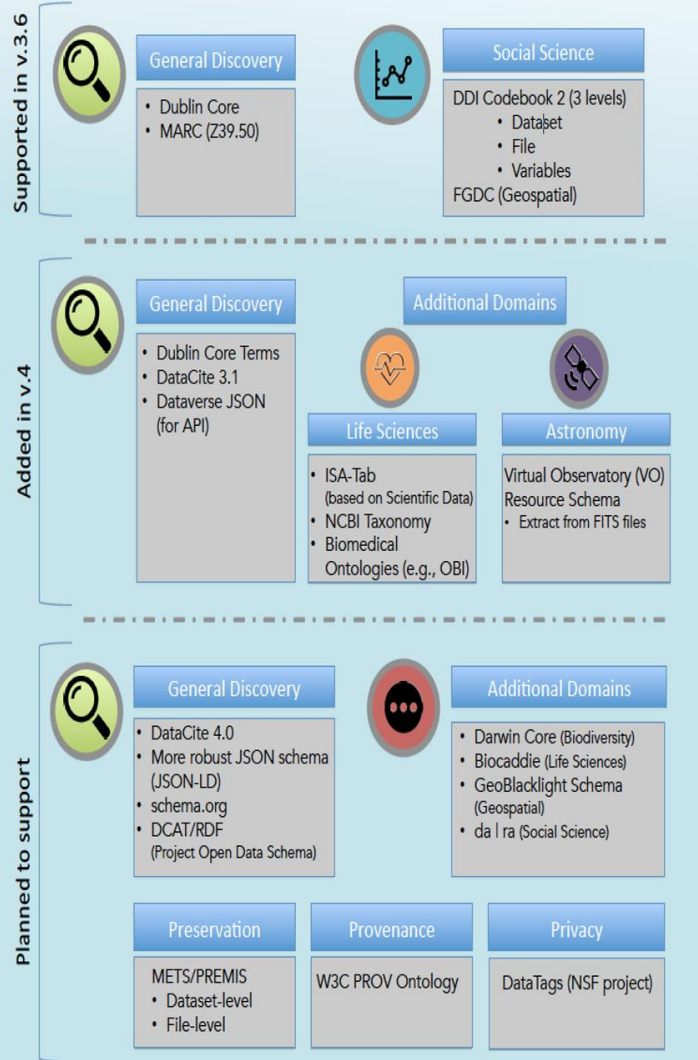 Supported in v.3.6
General Discovery
• Dublin Core
• MARC (Z39.50)
Social Science
DDI Codebook 2 (3 levels)
• Dataset
• File
• Variables
FGDC (Geospatial)
Added in v.4
General Discovery
• Dublin Core Terms
• DataCite 3.1
• Dataverse JSON
(for API)
Additional Domains
Life Sciences
• ISA-Tab
(based on Scientific Data)
• NCBI Taxonomy
• Biomedical
Ontologies (e.g., OBI)
Astronomy
Virtual Observatory (VO)
Resource Schema
• Extract from FITS files
Planned to support
General Discovery
• DataCite 4.0
• More robust JSON schema
(JSON-LD)
• schema.org
• DCAT/RDF
(Project Open Data Schema)
Additional Domains
• Darwin Core (Biodiversity)
• Biocaddie (Life Sciences)
• GeoBlacklight Schema
(Geospatial)
• da|ra (Social Science)
Preservation
METS/PREMIS
• Dataset-level
• File-level
Provenance
W3C PROV Ontology
Privacy
DataTags (NSF project)